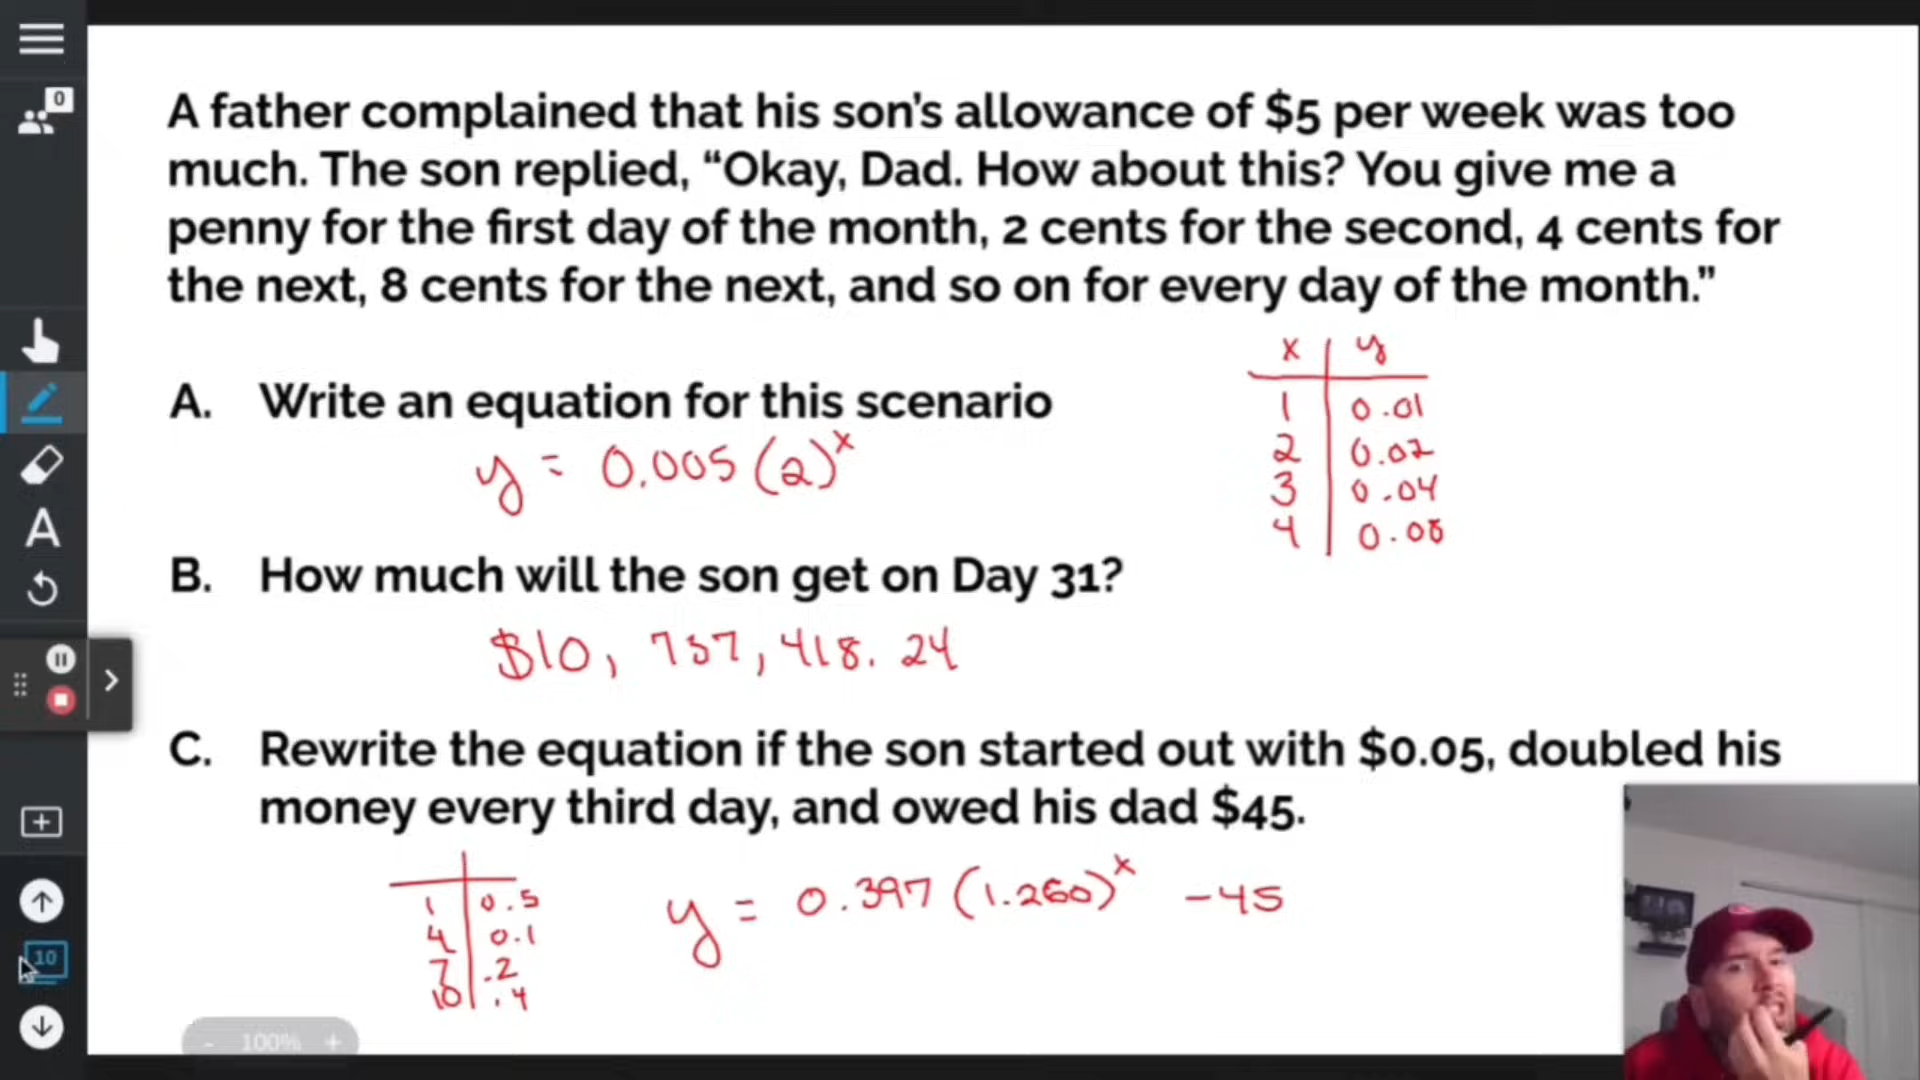 0
A father complained that his son's allowance of $5 per week was too
much. The son replied, “Okay, Dad. How about this? You give me a
penny for the first day of the month, 2 cents for the second, 4 cents for
the next, 8 cents for the next, and so on for every day of the month.”
x y
1 0.01
2 0.02
3 0.04
4 0.08
A. Write an equation for this scenario
y = 0.005 (2)^x
B. How much will the son get on Day 31?
$10, 737, 418. 24
C. Rewrite the equation if the son started out with $0.05, doubled his
money every third day, and owed his dad $45.
1 0.5
4 0.1
7 .2
10 .4
y = 0.397 (1.260)^x - 45
A
10
- 100% +